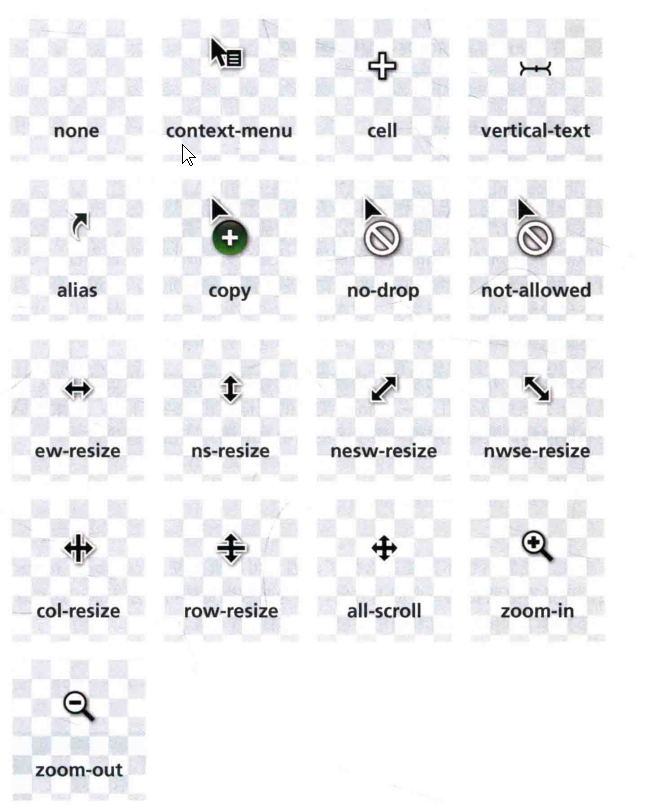 none
context-menu
cell
vertical-text
alias
copy
no-drop
not-allowed
ew-resize
ns-resize
nesw-resize
nwse-resize
col-resize
row-resize
all-scroll
zoom-in
zoom-out